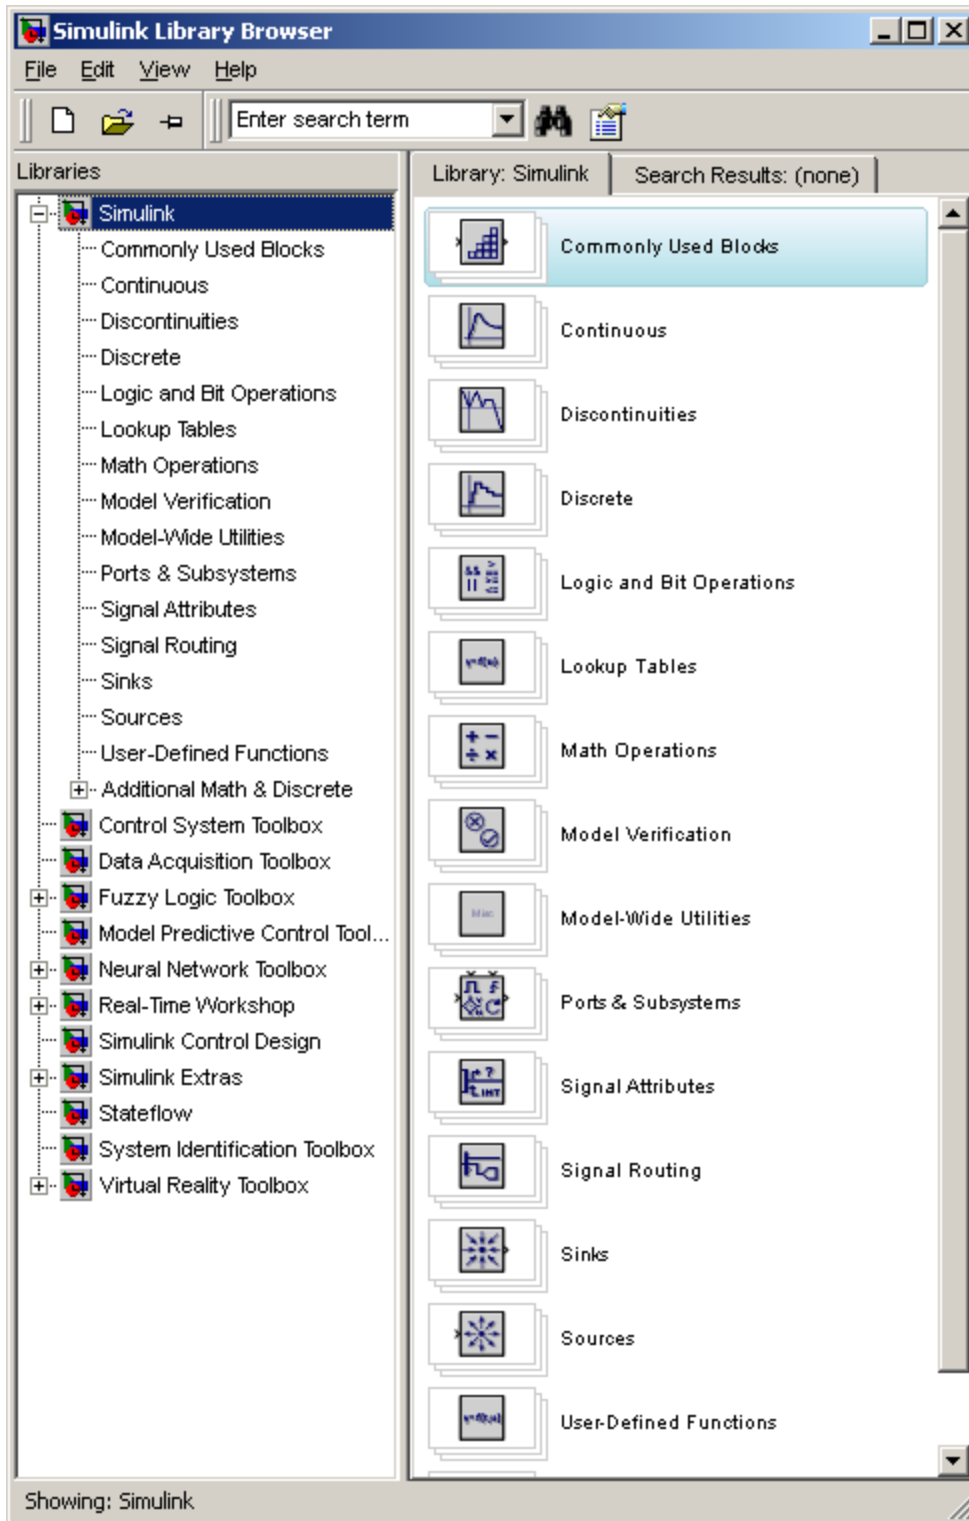 Simulink Library Browser
File Edit View Help
Enter search term
Libraries
Library: Simulink
Search Results: (none)
Simulink
Commonly Used Blocks
Continuous
Discontinuities
Discrete
Logic and Bit Operations
Lookup Tables
Math Operations
Model Verification
Model-Wide Utilities
Ports & Subsystems
Signal Attributes
Signal Routing
Sinks
Sources
User-Defined Functions
Additional Math & Discrete
Control System Toolbox
Data Acquisition Toolbox
Fuzzy Logic Toolbox
Model Predictive Control Tool...
Neural Network Toolbox
Real-Time Workshop
Simulink Control Design
Simulink Extras
Stateflow
System Identification Toolbox
Virtual Reality Toolbox
Commonly Used Blocks
Continuous
Discontinuities
Discrete
Logic and Bit Operations
Lookup Tables
Math Operations
Model Verification
Misc
Model-Wide Utilities
Ports & Subsystems
Signal Attributes
Signal Routing
Sinks
Sources
User-Defined Functions
Showing: Simulink